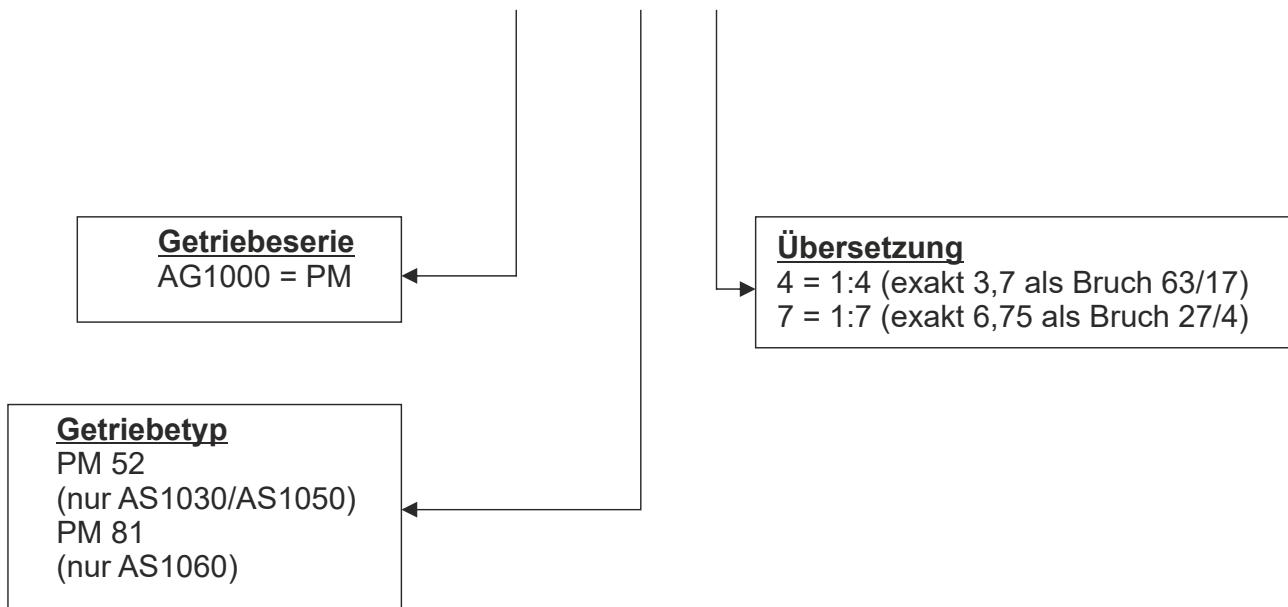 Getriebeserie
AG1000 = PM
Übersetzung
4 = 1:4 (exakt 3,7 als Bruch 63/17)
7 = 1:7 (exakt 6,75 als Bruch 27/4)
Getriebetyp
PM 52
(nur AS1030/AS1050)
PM 81
(nur AS1060)